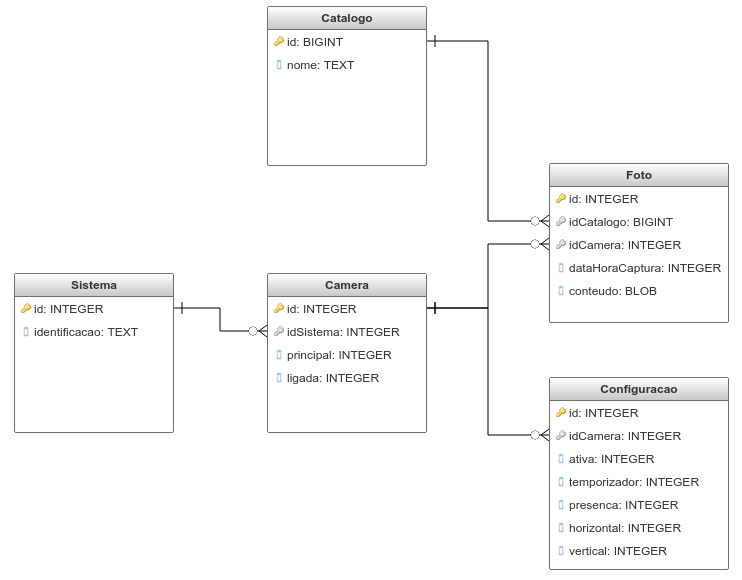 Catalogo
id: BIGINT
nome: TEXT
Foto
id: INTEGER
idCatalogo: BIGINT
idCamera: INTEGER
dataHoraCaptura: INTEGER
conteudo: BLOB
Sistema
id: INTEGER
identificacao: TEXT
Camera
id: INTEGER
idSistema: INTEGER
principal: INTEGER
ligada: INTEGER
Configuracao
id: INTEGER
idCamera: INTEGER
ativa: INTEGER
temporizador: INTEGER
presenca: INTEGER
horizontal: INTEGER
vertical: INTEGER